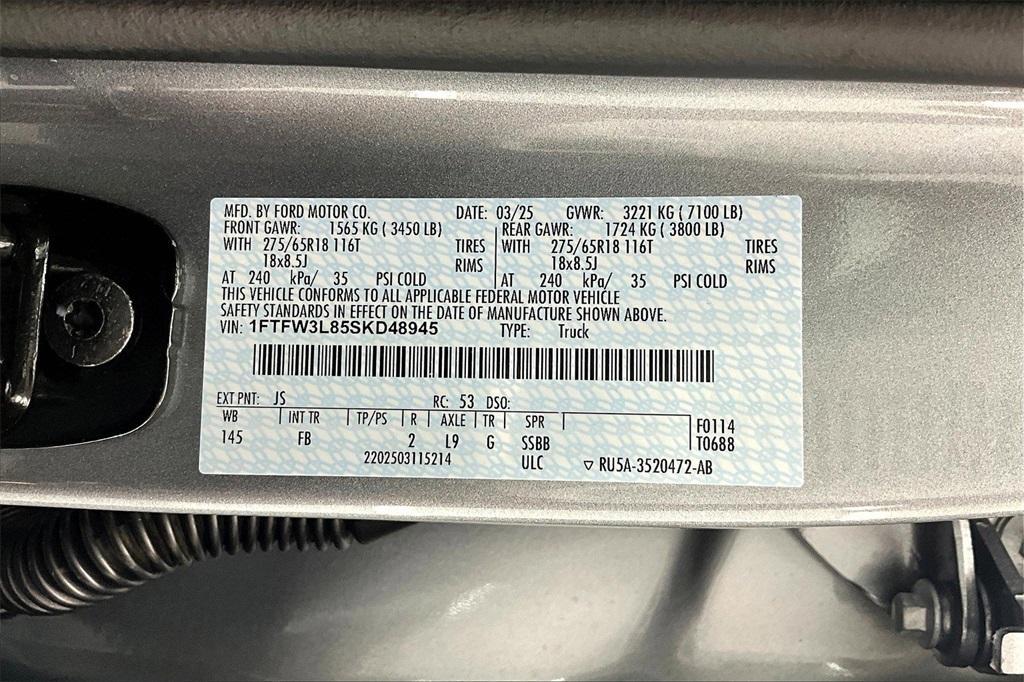 MFD. BY FORD MOTOR CO. DATE: 03/25 GVWR: 3221 KG ( 7100 LB)
FRONT GAWR: 1565 KG ( 3450 LB) REAR GAWR: 1724 KG ( 3800 LB)
WITH 275/65R18 116T TIRES WITH 275/65R18 116T TIRES
18x8.5J RIMS 18x8.5J RIMS
AT 240 kPa/ 35 PSI COLD AT 240 kPa/ 35 PSI COLD
THIS VEHICLE CONFORMS TO ALL APPLICABLE FEDERAL MOTOR VEHICLE
SAFETY STANDARDS IN EFFECT ON THE DATE OF MANUFACTURE SHOWN ABOVE.
VIN: 1FTFW3L85SKD48945 TYPE: Truck
EXT PNT: JS RC: 53 DSO:
WB INT TR TP/PS R AXLE TR SPR F0114
145 FB 2 L9 G SSBB T0688
2202503115214 ULC ▽ RU5A-3520472-AB